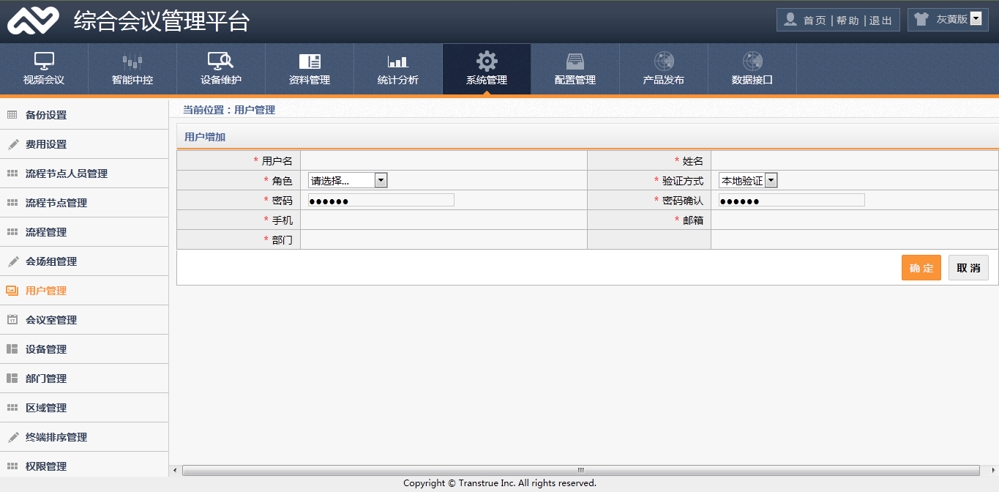 综合会议管理平台
首页 | 帮助 | 退出
灰黄版
视频会议 智能中控 设备维护 资料管理 统计分析 系统管理 配置管理 产品发布 数据接口
备份设置
费用设置
流程节点人员管理
流程节点管理
流程管理
会场组管理
用户管理
会议室管理
设备管理
部门管理
区域管理
终端排序管理
权限管理
当前位置：用户管理
用户增加
* 用户名 * 姓名
* 角色 请选择... * 验证方式 本地验证
* 密码 ●●●●●● * 密码确认 ●●●●●●
* 手机 * 邮箱
* 部门
确 定 取 消
Copyright © Transtrue Inc. All rights reserved.